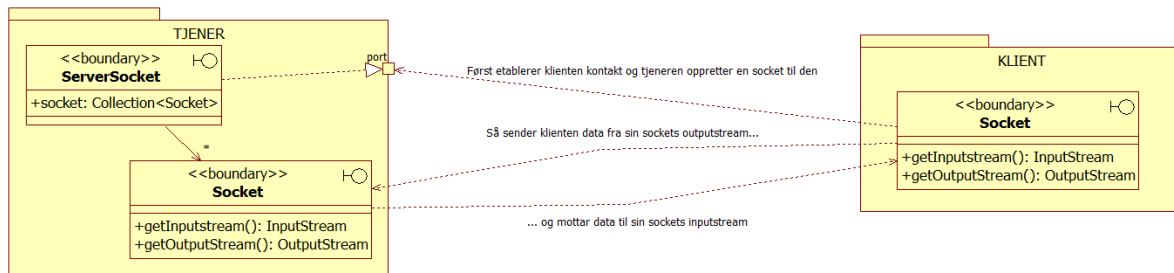 TJENER
<<boundary>>
ServerSocket
+socket: Collection<Socket>
port
*
<<boundary>>
Socket
+getInputstream(): InputStream
+getOutputStream(): OutputStream
Først etablerer klienten kontakt og tjeneren oppretter en socket til den
Så sender klienten data fra sin sockets outputstream...
... og mottar data til sin sockets inputstream
KLIENT
<<boundary>>
Socket
+getInputstream(): InputStream
+getOutputStream(): OutputStream